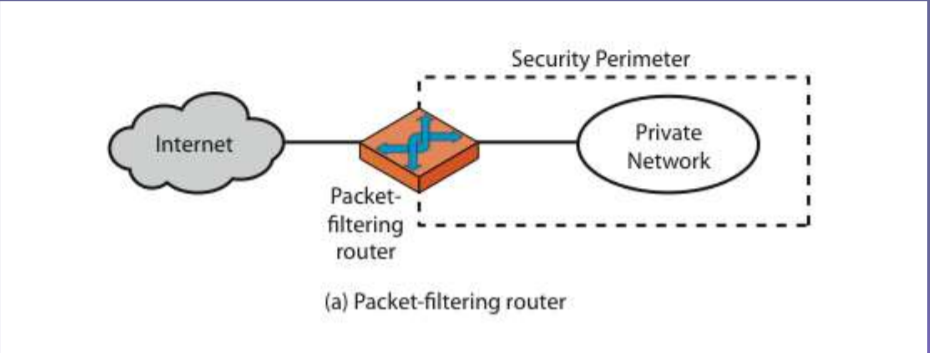 Security Perimeter
Internet
Private
Network
Packet-
filtering
router
(a) Packet-filtering router